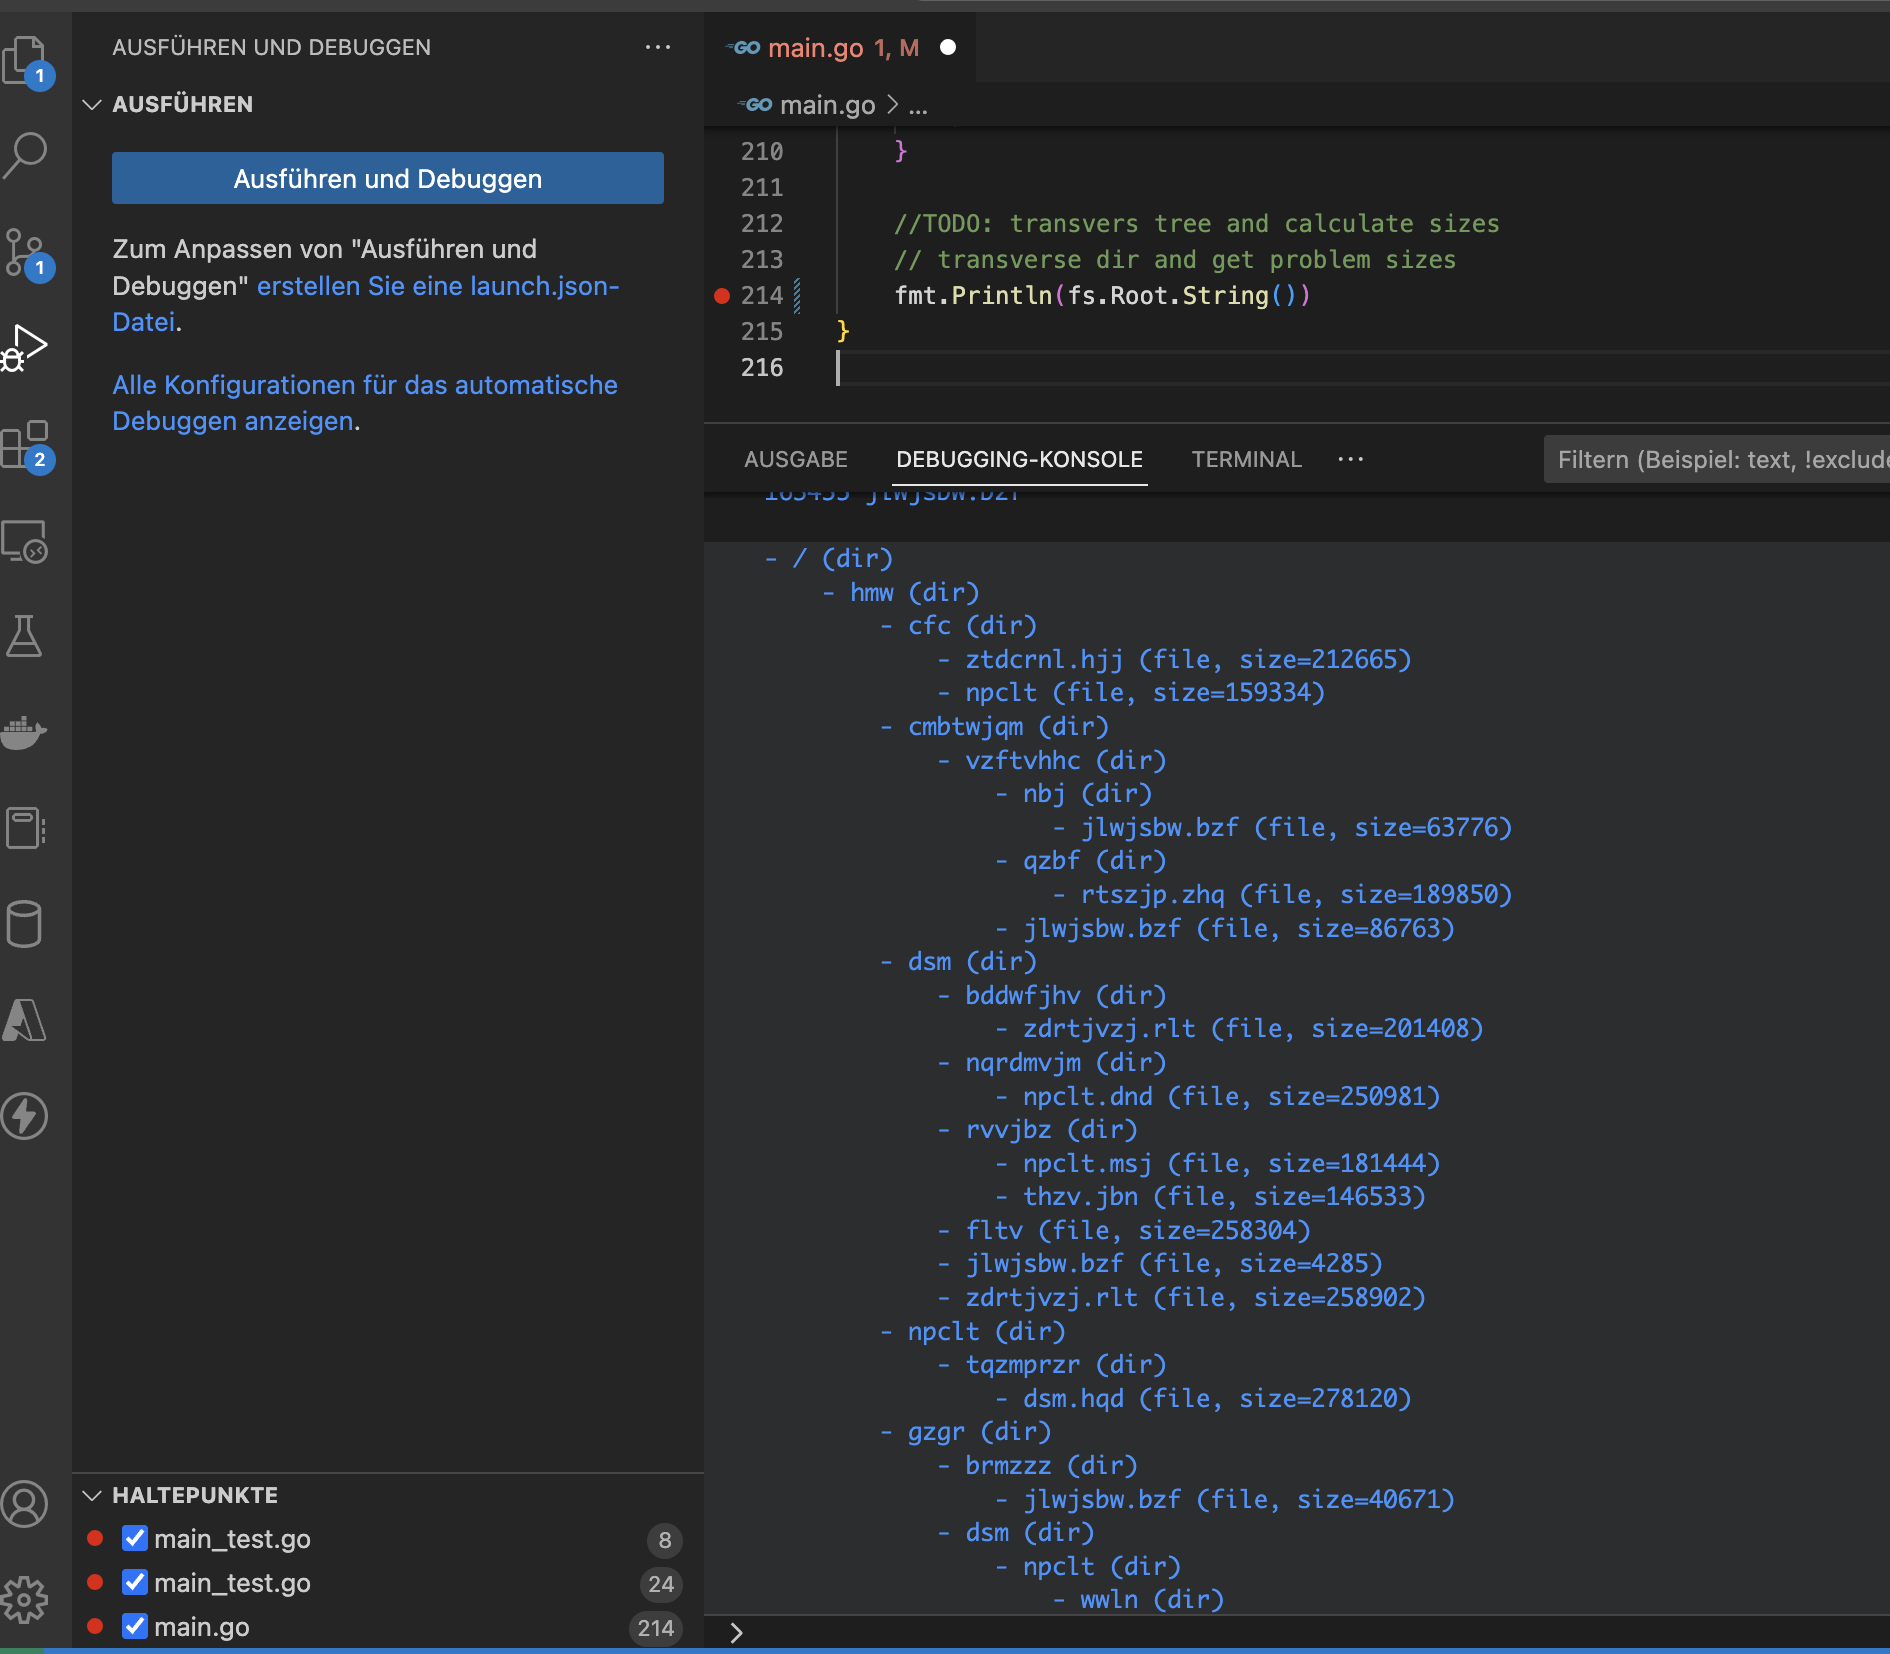 AUSFÜHREN UND DEBUGGEN
AUSFÜHREN
Ausführen und Debuggen
Zum Anpassen von "Ausführen und
Debuggen" erstellen Sie eine launch.json-
Datei.
Alle Konfigurationen für das automatische
Debuggen anzeigen.
1
1
2
HALTEPUNKTE
main_test.go 8
main_test.go 24
main.go 214
GO main.go 1, M
GO main.go > ...
210 }
211
212 //TODO: transvers tree and calculate sizes
213 // transverse dir and get problem sizes
214 fmt.Println(fs.Root.String())
215 }
216
AUSGABE DEBUGGING-KONSOLE TERMINAL ··· Filtern (Beispiel: text, !exclude
jlwjsbw.bzf
- / (dir)
- hmw (dir)
- cfc (dir)
- ztdcrnl.hjj (file, size=212665)
- npclt (file, size=159334)
- cmbtwjqm (dir)
- vzftvhhc (dir)
- nbj (dir)
- jlwjsbw.bzf (file, size=63776)
- qzbf (dir)
- rtszjp.zhq (file, size=189850)
- jlwjsbw.bzf (file, size=86763)
- dsm (dir)
- bddwfjhv (dir)
- zdrtjvzj.rlt (file, size=201408)
- nqrdmvjm (dir)
- npclt.dnd (file, size=250981)
- rvvjbz (dir)
- npclt.msj (file, size=181444)
- thzv.jbn (file, size=146533)
- fltv (file, size=258304)
- jlwjsbw.bzf (file, size=4285)
- zdrtjvzj.rlt (file, size=258902)
- npclt (dir)
- tqzmprzr (dir)
- dsm.hqd (file, size=278120)
- gzgr (dir)
- brmzzz (dir)
- jlwjsbw.bzf (file, size=40671)
- dsm (dir)
- npclt (dir)
- wwln (dir)
>